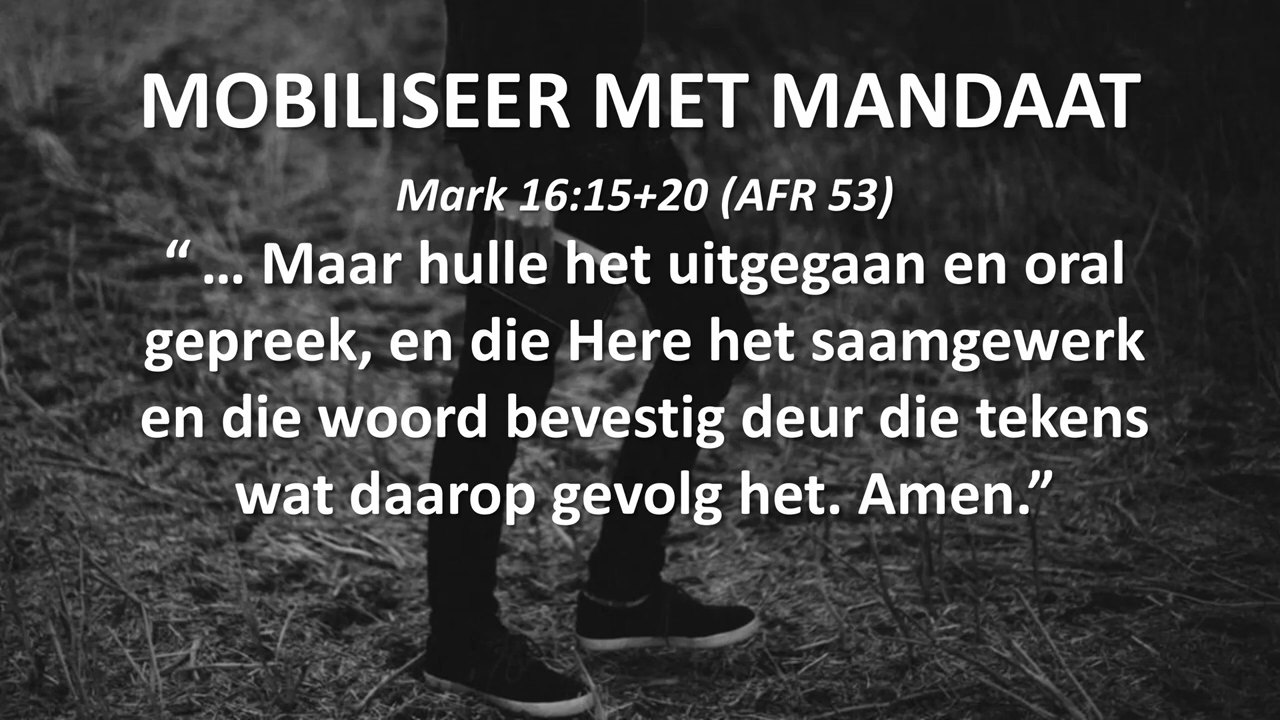 MOBILISEER MET MANDAAT
Mark 16:15+20 (AFR 53)
“ ... Maar hulle het uitgegaan en oral
gepreek, en die Here het saamgewerk
en die woord bevestig deur die tekens
wat daarop gevolg het. Amen.”